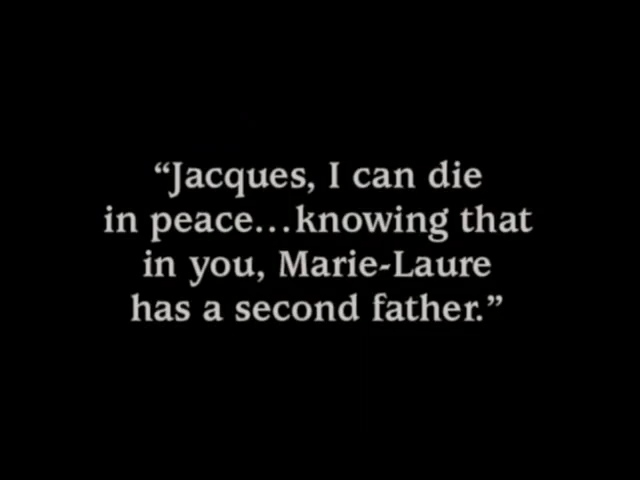 “Jacques, I can die
in peace...knowing that
in you, Marie-Laure
has a second father.”